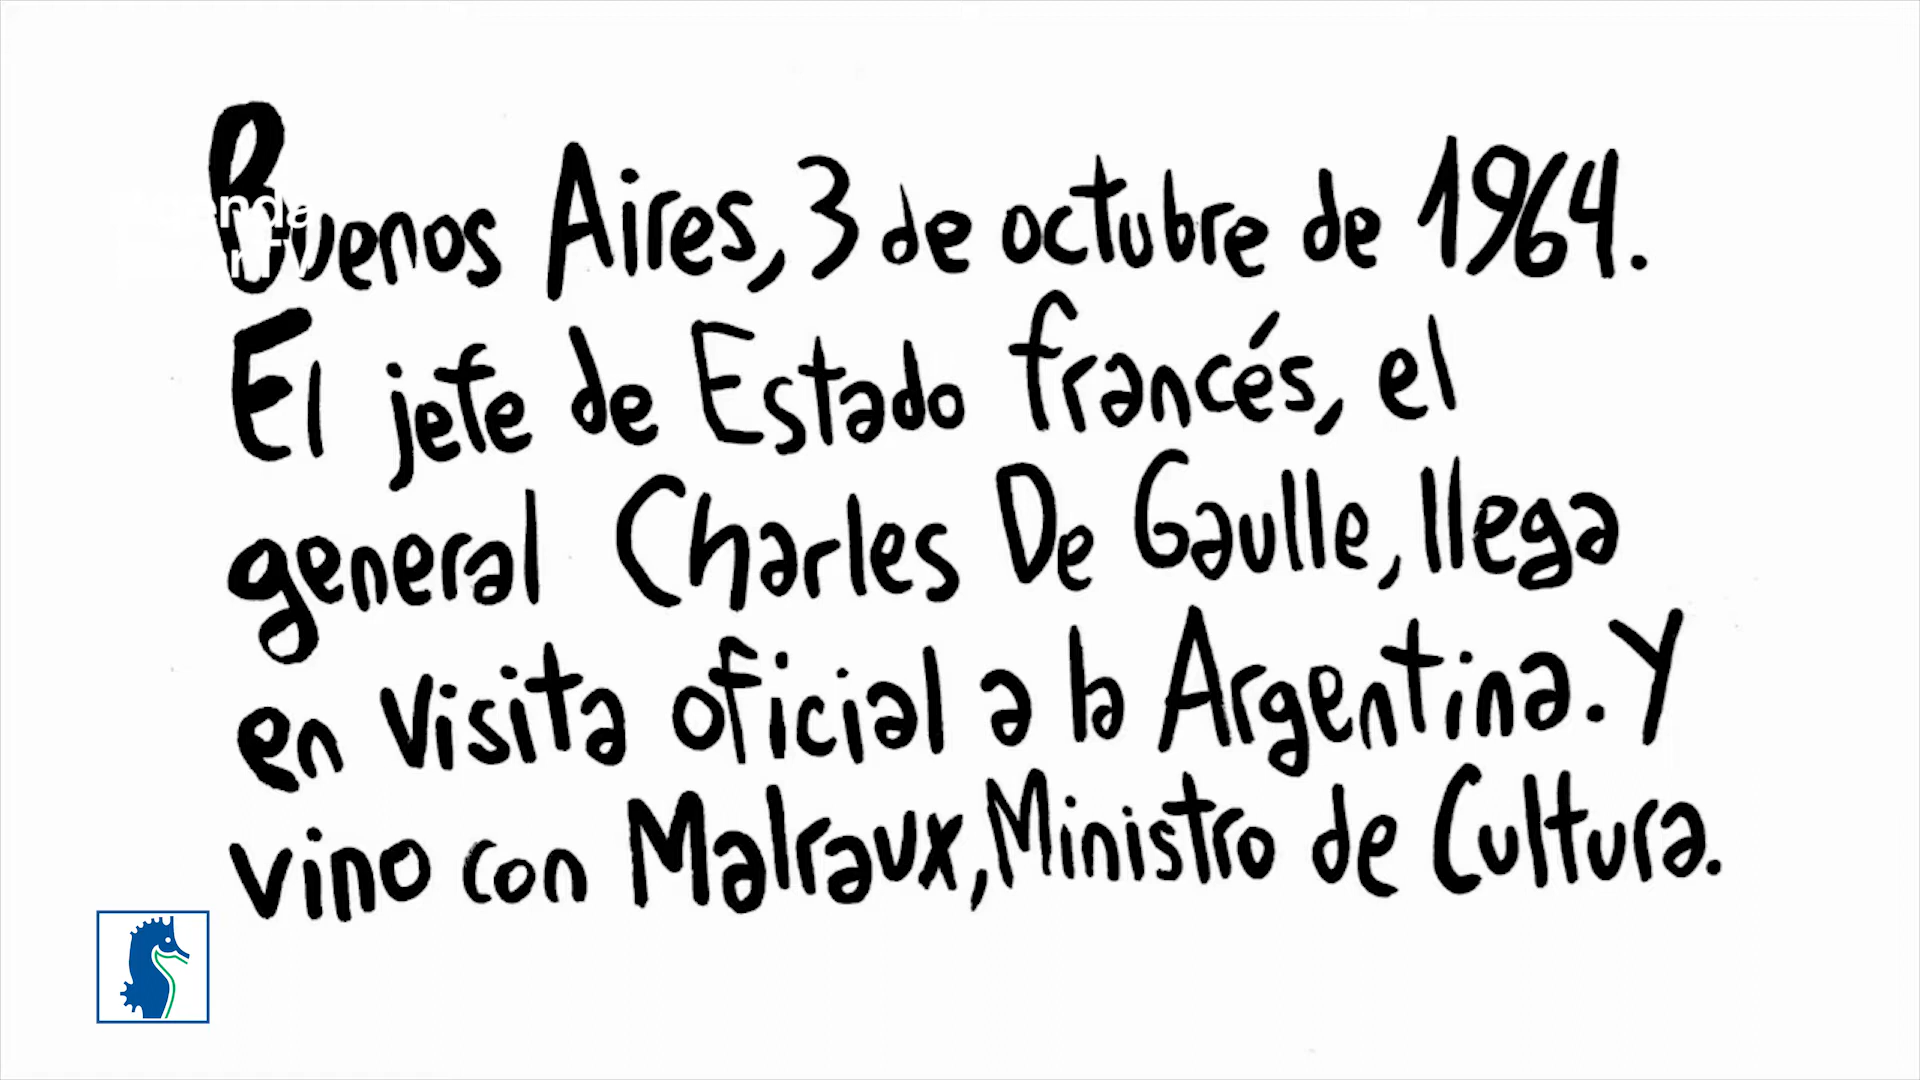 Buenos Aires, 3 de octubre de 1964.
El jefe de Estado francés, el
general Charles De Gaulle, llega
en visita oficial a la Argentina. Y
vino con Malraux, Ministro de Cultura.